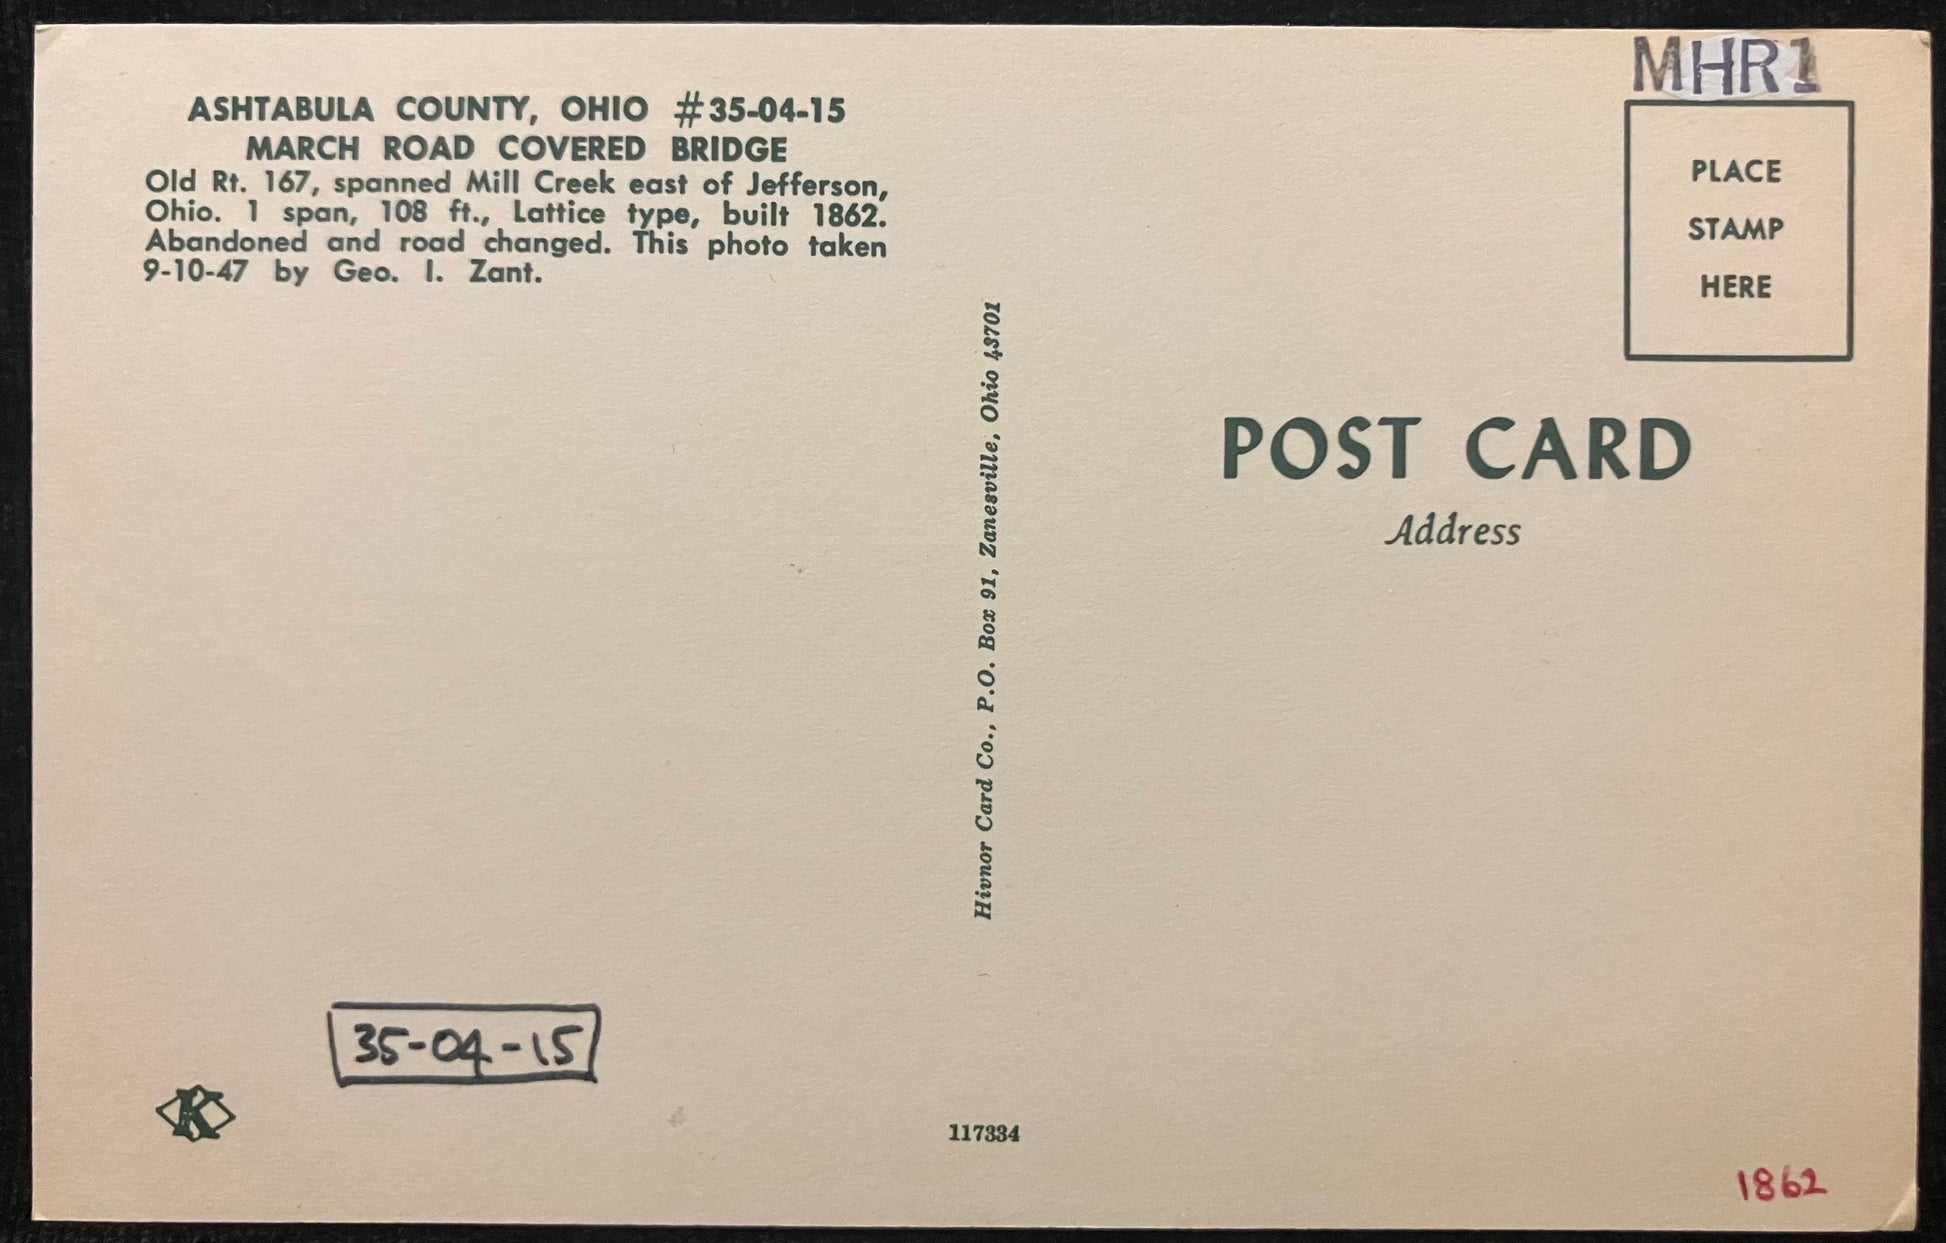 MHR1
ASHTABULA COUNTY, OHIO #35-04-15
MARCH ROAD COVERED BRIDGE
Old Rt. 167, spanned Mill Creek east of Jefferson,
Ohio. 1 span, 108 ft., Lattice type, built 1862.
Abandoned and road changed. This photo taken
9-10-47 by Geo. I. Zant.
PLACE
STAMP
HERE
Hivnor Card Co., P.O. Box 91, Zanesville, Ohio 43701
POST CARD
Address
35-04-15
K
117334
1862